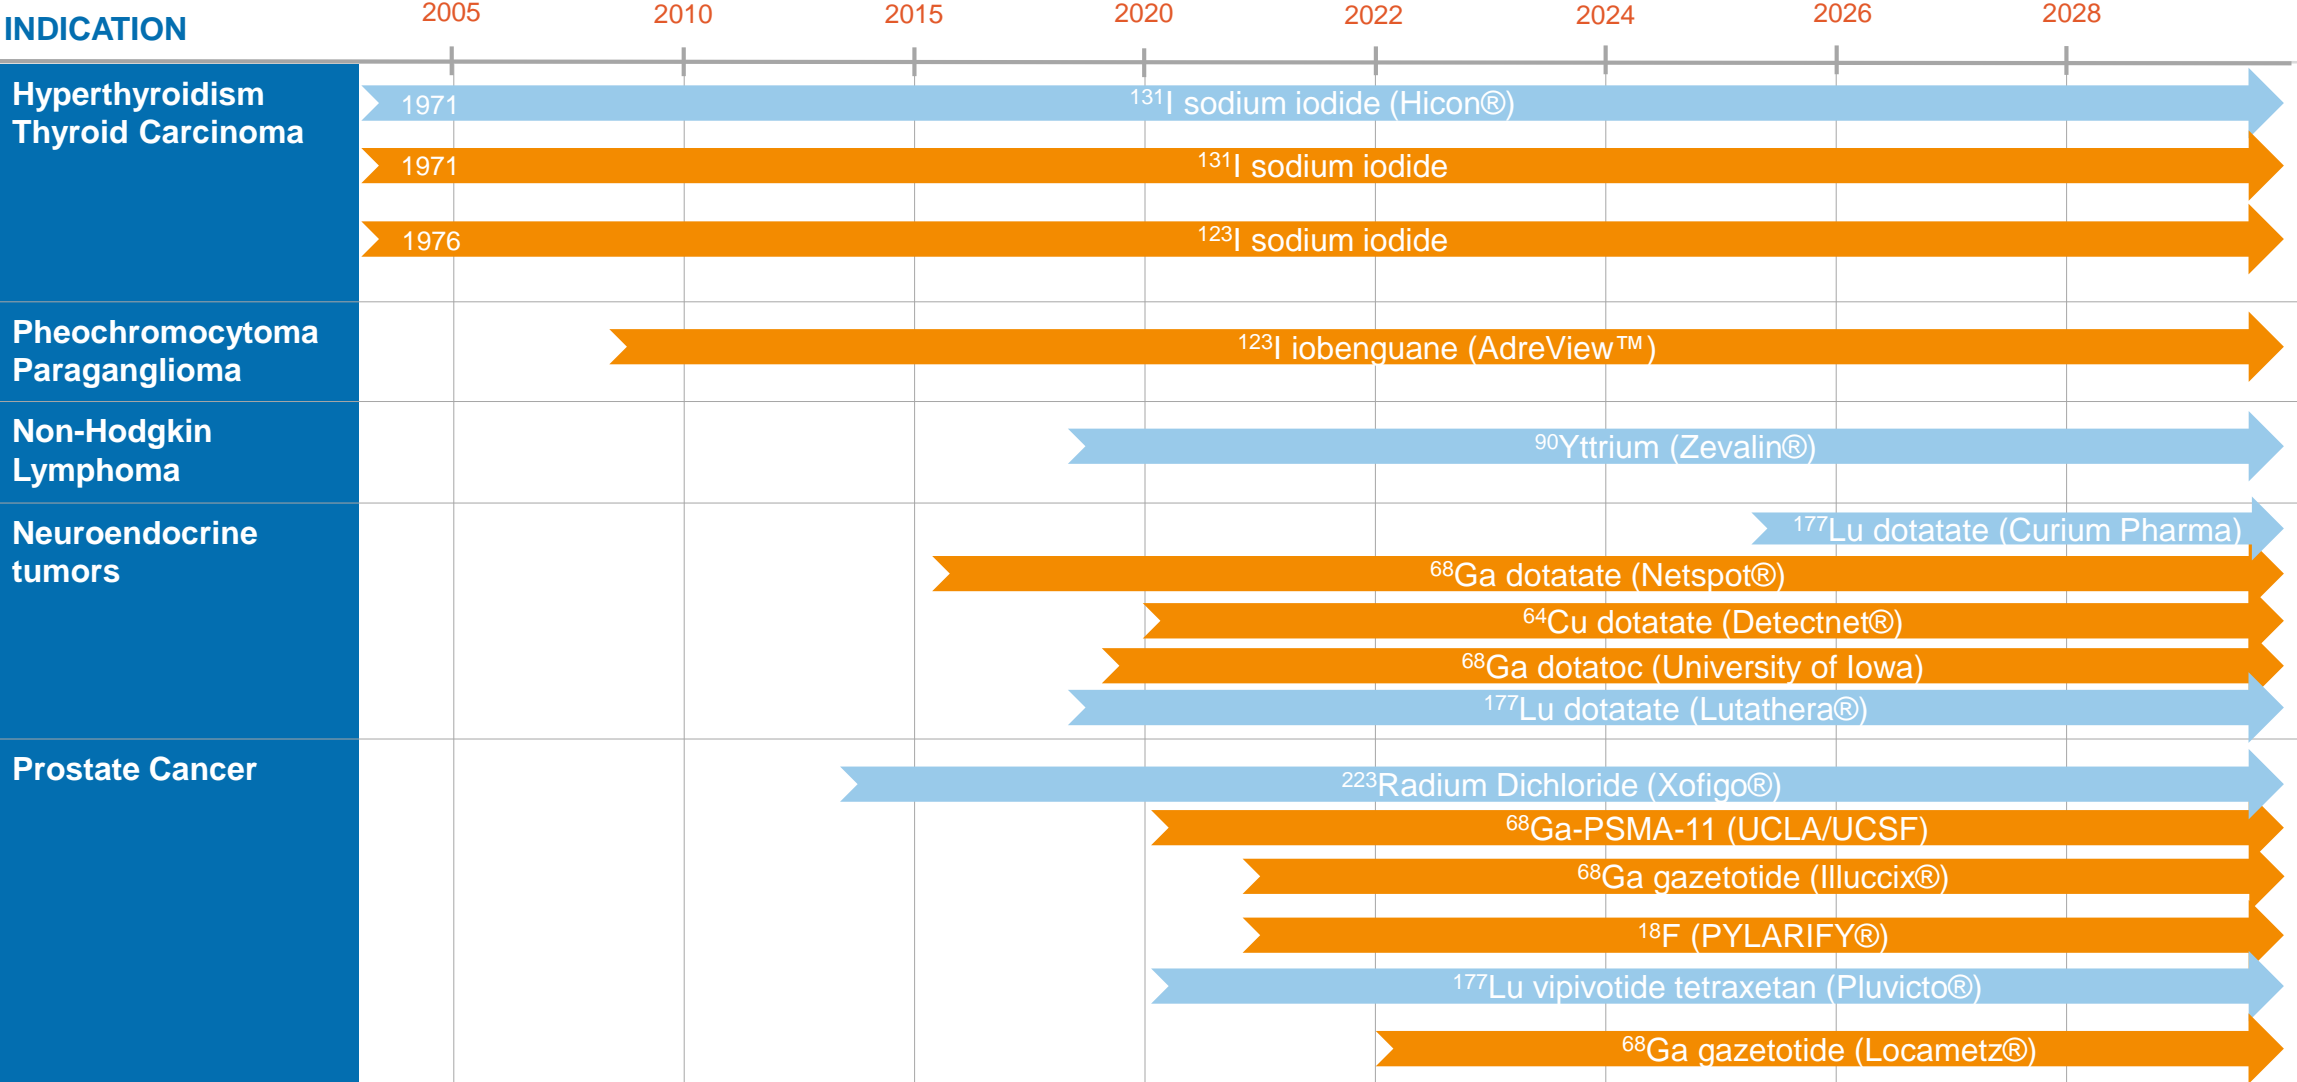 2005 2010 2015 2020 2022 2024 2026 2028
INDICATION
Hyperthyroidism
Thyroid Carcinoma
1971 ¹³¹I sodium iodide (Hicon®)
1971 ¹³¹I sodium iodide
1976 ¹²³I sodium iodide
Pheochromocytoma
Paraganglioma
¹²³I iobenguane (AdreView™)
Non-Hodgkin
Lymphoma
⁹⁰Yttrium (Zevalin®)
Neuroendocrine
tumors
¹⁷⁷Lu dotatate (Curium Pharma)
⁶⁸Ga dotatate (Netspot®)
⁶⁴Cu dotatate (Detectnet®)
⁶⁸Ga dotatoc (University of Iowa)
¹⁷⁷Lu dotatate (Lutathera®)
Prostate Cancer
²²³Radium Dichloride (Xofigo®)
⁶⁸Ga-PSMA-11 (UCLA/UCSF)
⁶⁸Ga gazetotide (Illuccix®)
¹⁸F (PYLARIFY®)
¹⁷⁷Lu vipivotide tetraxetan (Pluvicto®)
⁶⁸Ga gazetotide (Locametz®)